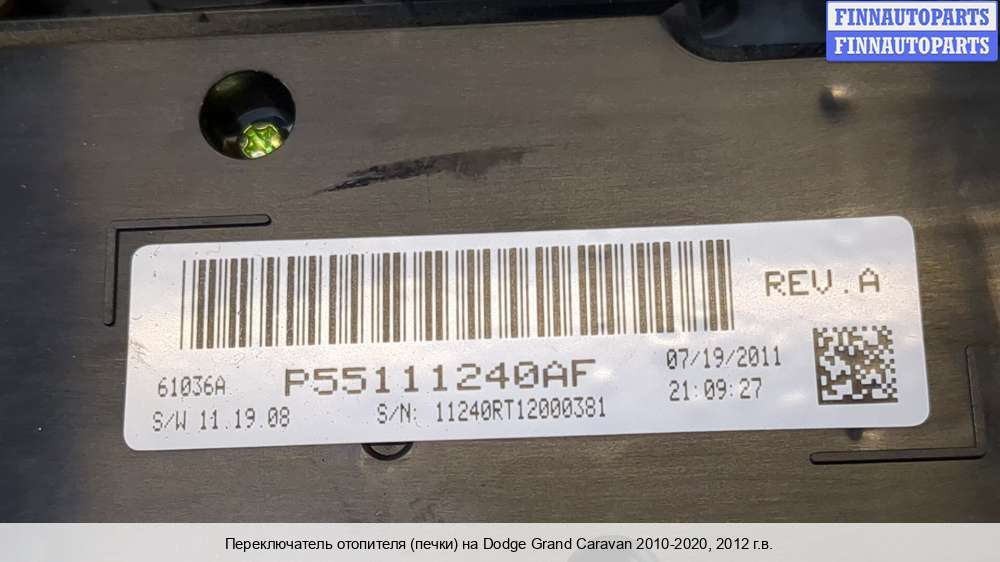 FINNAUTOPARTS
FINNAUTOPARTS
REV.A
61036A P55111240AF 07/19/2011
S/W 11.19.08 S/N: 11240RT12000381 21:09:27
Переключатель отопителя (печки) на Dodge Grand Caravan 2010-2020, 2012 г.в.